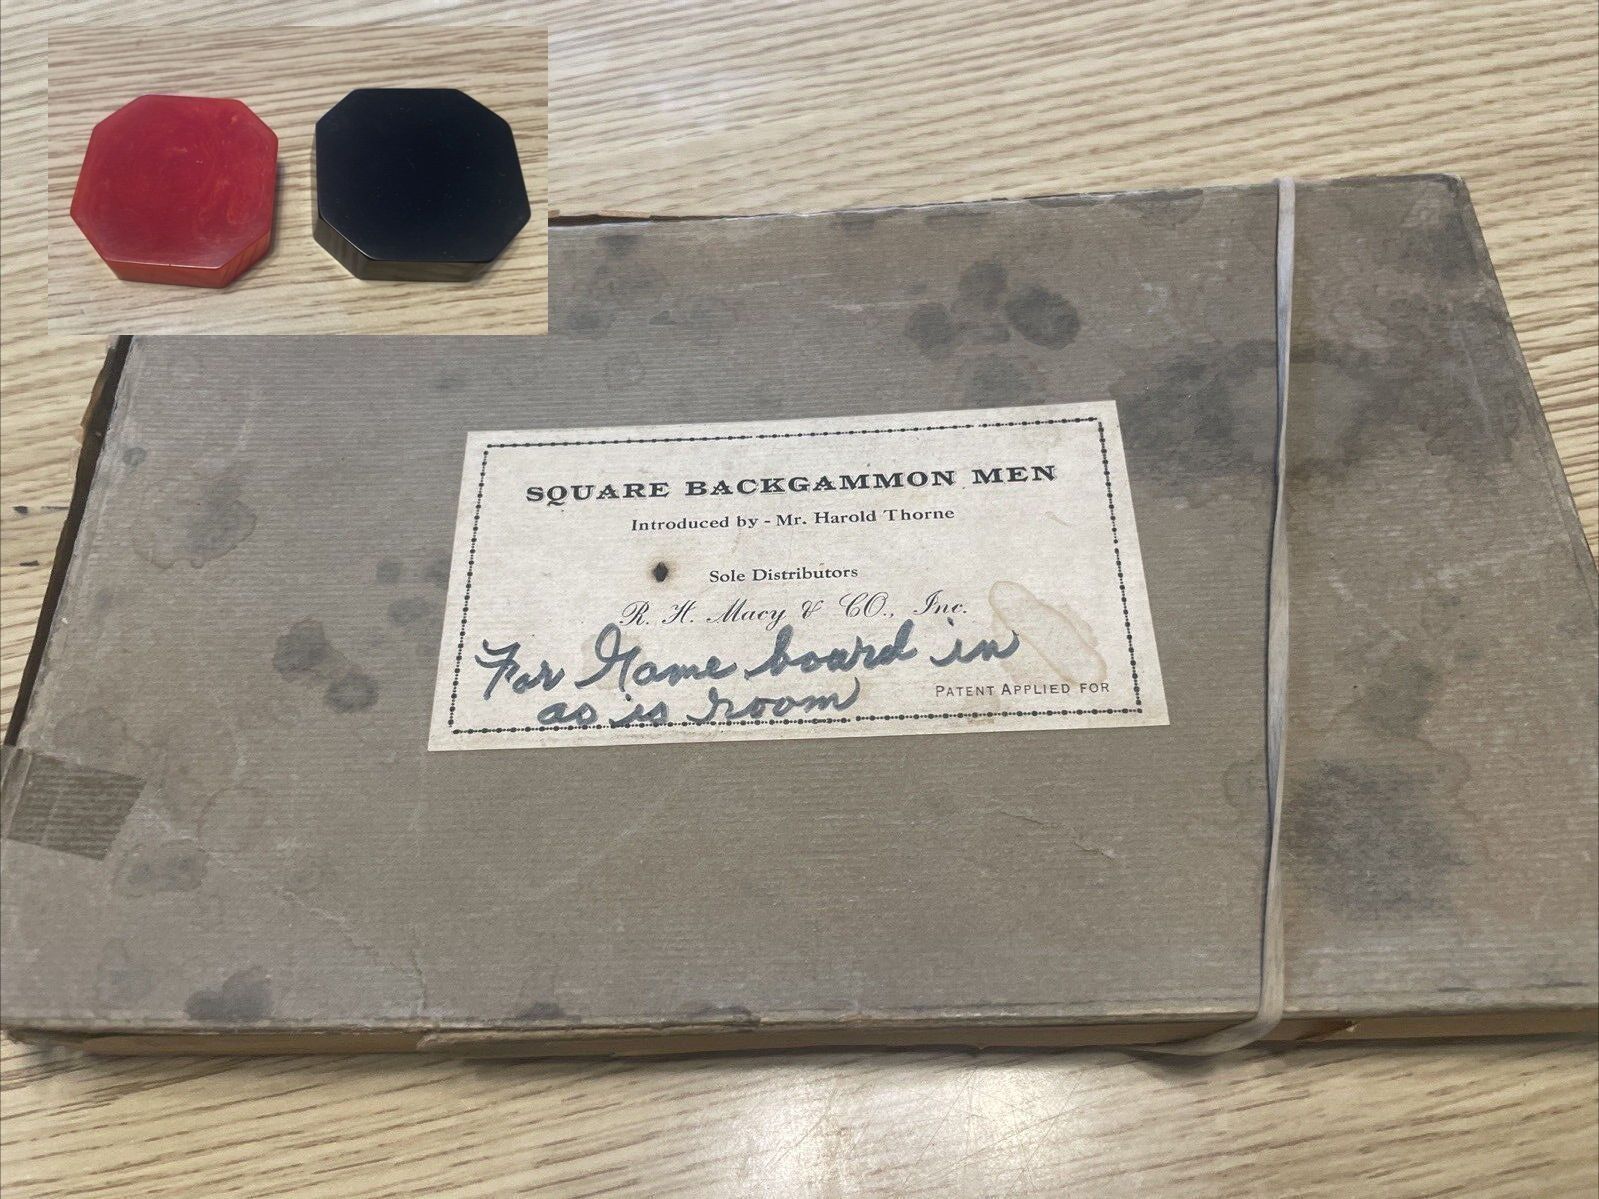 SQUARE BACKGAMMON MEN
Introduced by - Mr. Harold Thorne
Sole Distributors
R. H. Macy & CO., Inc.
For Game board in
as is room
PATENT APPLIED FOR